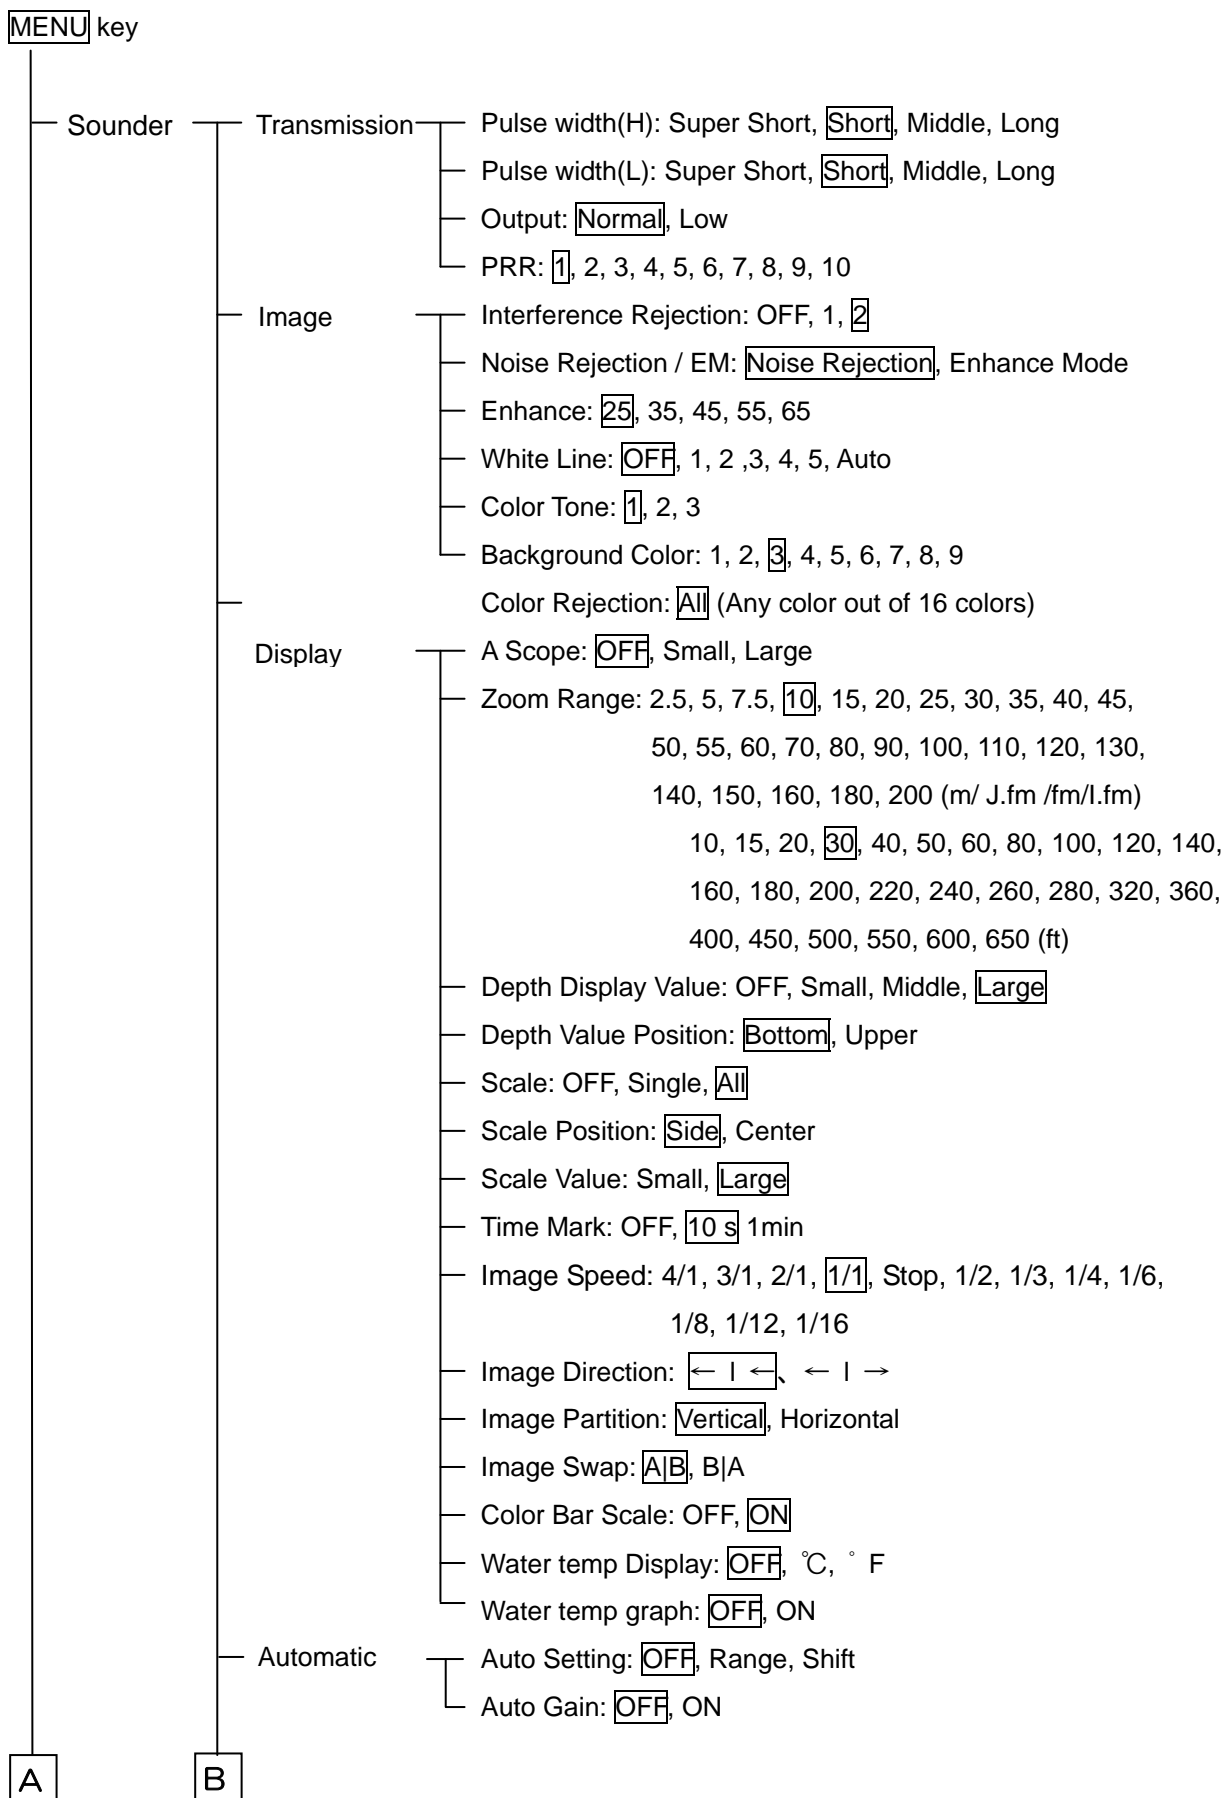 MENU key
Sounder Transmission Pulse width(H): Super Short, Short, Middle, Long
Pulse width(L): Super Short, Short, Middle, Long
Output: Normal, Low
PRR: 1, 2, 3, 4, 5, 6, 7, 8, 9, 10
Image Interference Rejection: OFF, 1, 2
Noise Rejection / EM: Noise Rejection, Enhance Mode
Enhance: 25, 35, 45, 55, 65
White Line: OFF, 1, 2 ,3, 4, 5, Auto
Color Tone: 1, 2, 3
Background Color: 1, 2, 3, 4, 5, 6, 7, 8, 9
Color Rejection: All (Any color out of 16 colors)
Display A Scope: OFF, Small, Large
Zoom Range: 2.5, 5, 7.5, 10, 15, 20, 25, 30, 35, 40, 45,
50, 55, 60, 70, 80, 90, 100, 110, 120, 130,
140, 150, 160, 180, 200 (m/ J.fm /fm/I.fm)
10, 15, 20, 30, 40, 50, 60, 80, 100, 120, 140,
160, 180, 200, 220, 240, 260, 280, 320, 360,
400, 450, 500, 550, 600, 650 (ft)
Depth Display Value: OFF, Small, Middle, Large
Depth Value Position: Bottom, Upper
Scale: OFF, Single, All
Scale Position: Side, Center
Scale Value: Small, Large
Time Mark: OFF, 10 s 1min
Image Speed: 4/1, 3/1, 2/1, 1/1, Stop, 1/2, 1/3, 1/4, 1/6,
1/8, 1/12, 1/16
Image Direction: ← I ←、 ← I →
Image Partition: Vertical, Horizontal
Image Swap: A|B, B|A
Color Bar Scale: OFF, ON
Water temp Display: OFF, ℃, ° F
Water temp graph: OFF, ON
Automatic Auto Setting: OFF, Range, Shift
Auto Gain: OFF, ON
A B